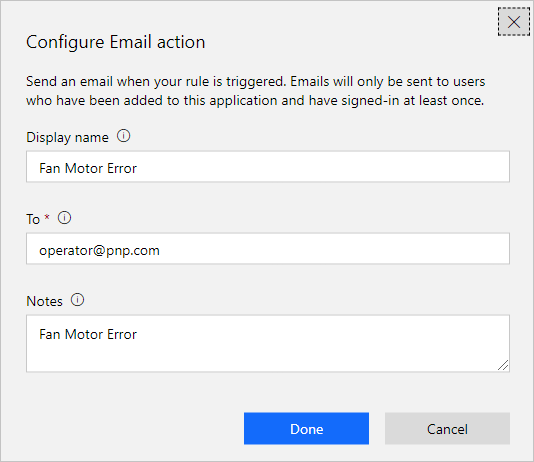 Configure Email action
Send an email when your rule is triggered. Emails will only be sent to users
who have been added to this application and have signed-in at least once.
Display name
Fan Motor Error
To *
operator@pnp.com
Notes
Fan Motor Error
Done
Cancel